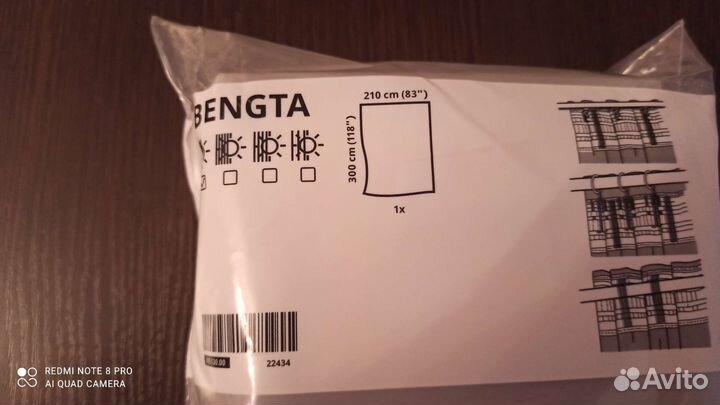 BENGTA
210 cm (83")
300 cm (118")
1x
22434
REDMI NOTE 8 PRO
AI QUAD CAMERA
Avito